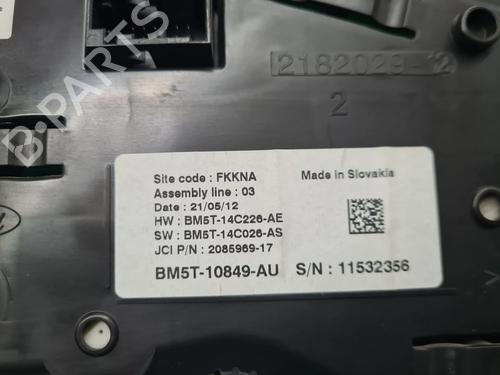 2182029-12
2
Site code : FKKNA
Made in Slovakia
Assembly line : 03
Date : 21/05/12
HW : BM5T-14C226-AE
SW : BM5T-14C026-AS
JCI P/N : 2085969-17
BM5T-10849-AU S/N : 11532356
B-PARTS